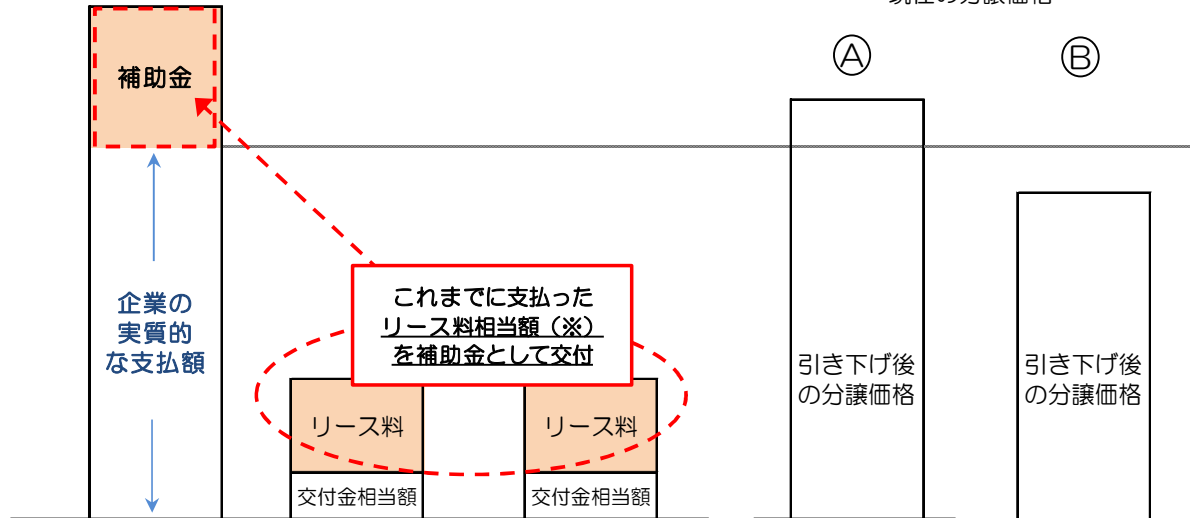 現在の分譲価格
Ⓐ
Ⓑ
補助金
企業の
実質的
な支払額
これまでに支払った
リース料相当額（※）
を補助金として交付
リース料
リース料
交付金相当額
交付金相当額
引き下げ後
の分譲価格
引き下げ後
の分譲価格